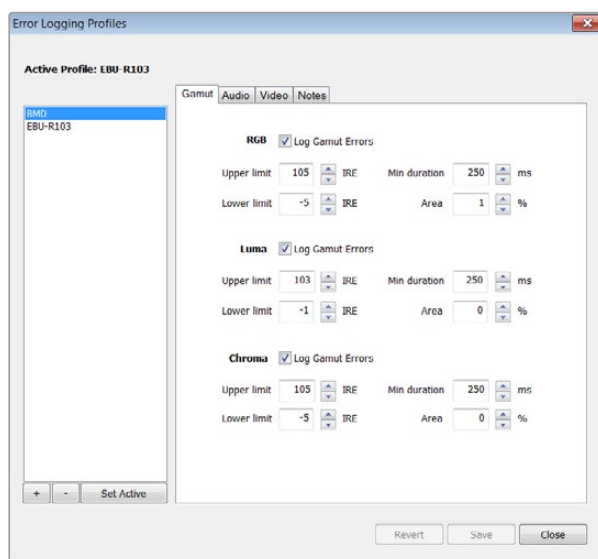 Error Logging Profiles
Active Profile: EBU-R103
Gamut Audio Video Notes
BMD
EBU-R103
RGB Log Gamut Errors
Upper limit 105 IRE Min duration 250 ms
Lower limit -5 IRE Area 1 %
Luma Log Gamut Errors
Upper limit 103 IRE Min duration 250 ms
Lower limit -1 IRE Area 0 %
Chroma Log Gamut Errors
Upper limit 105 IRE Min duration 250 ms
Lower limit -5 IRE Area 0 %
+ - Set Active
Revert Save Close